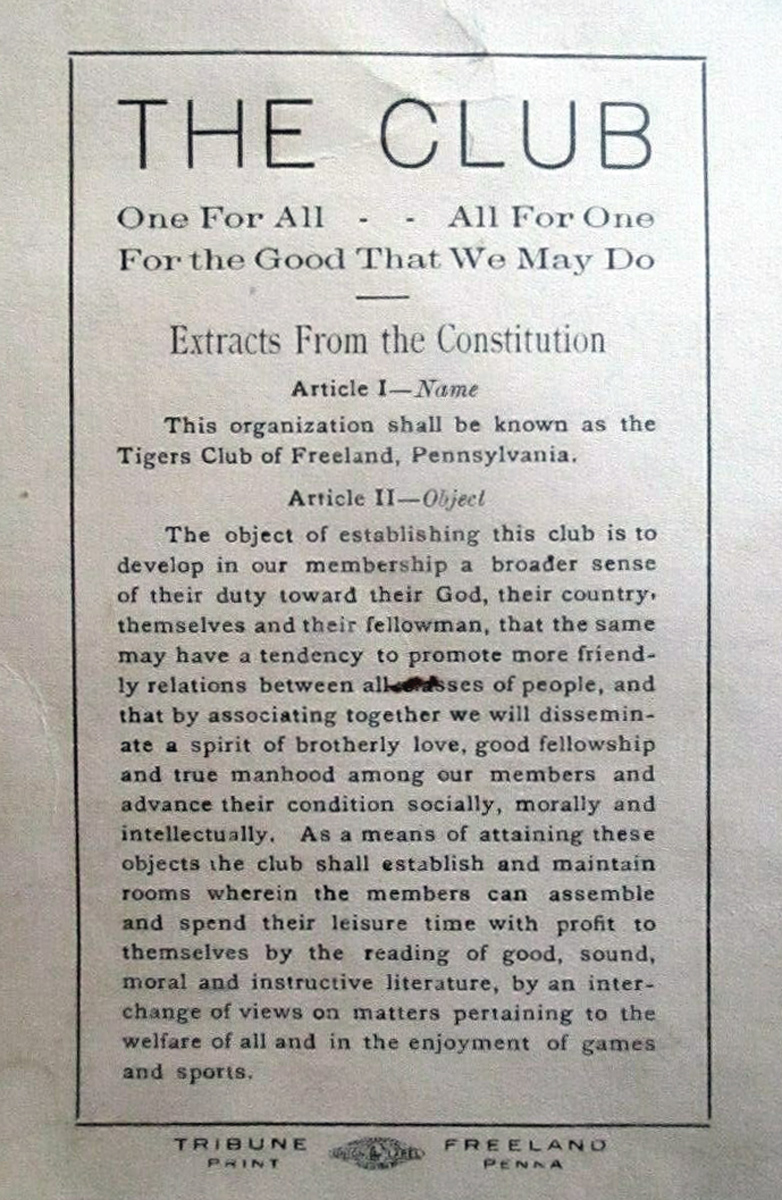 THE CLUB
One For All - - All For One
For the Good That We May Do
Extracts From the Constitution
Article I—Name
This organization shall be known as the
Tigers Club of Freeland, Pennsylvania.
Article II—Object
The object of establishing this club is to
develop in our membership a broader sense
of their duty toward their God, their country,
themselves and their fellowman, that the same
may have a tendency to promote more friend-
ly relations between all classes of people, and
that by associating together we will dissemin-
ate a spirit of brotherly love, good fellowship
and true manhood among our members and
advance their condition socially, morally and
intellectually. As a means of attaining these
objects the club shall establish and maintain
rooms wherein the members can assemble
and spend their leisure time with profit to
themselves by the reading of good, sound,
moral and instructive literature, by an inter-
change of views on matters pertaining to the
welfare of all and in the enjoyment of games
and sports.
TRIBUNE FREELAND
PRINT PENNA